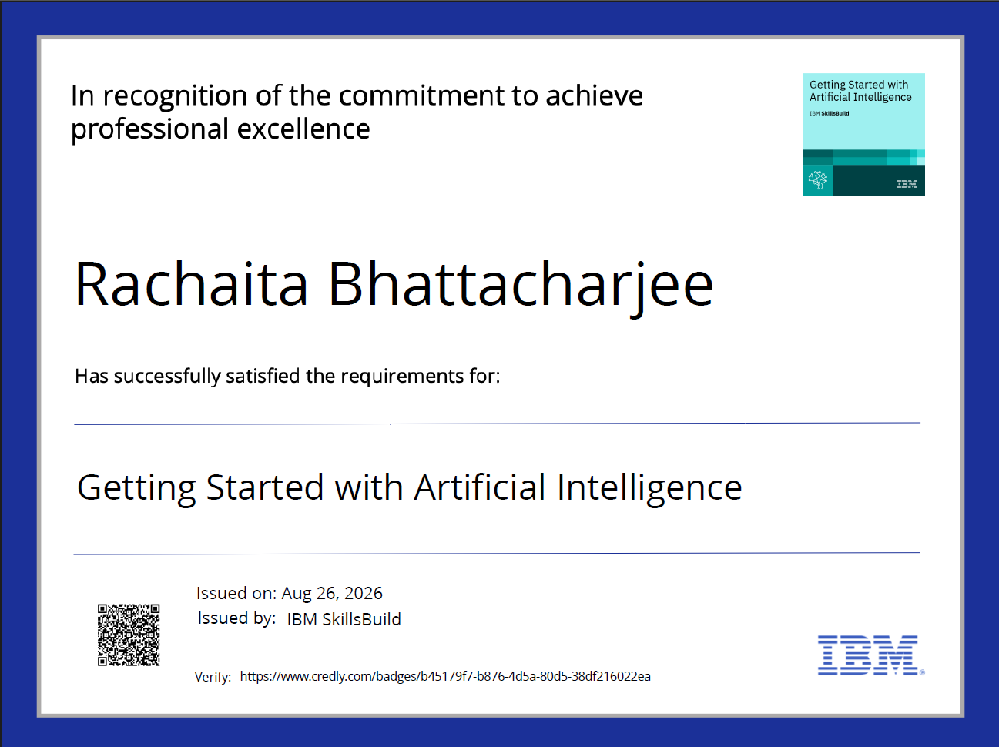 In recognition of the commitment to achieve
professional excellence
Getting Started with
Artificial Intelligence
IBM SkillsBuild
IBM
Rachaita Bhattacharjee
Has successfully satisfied the requirements for:
Getting Started with Artificial Intelligence
Issued on: Aug 26, 2026
Issued by: IBM SkillsBuild
IBM®
Verify: https://www.credly.com/badges/b45179f7-b876-4d5a-80d5-38df216022ea